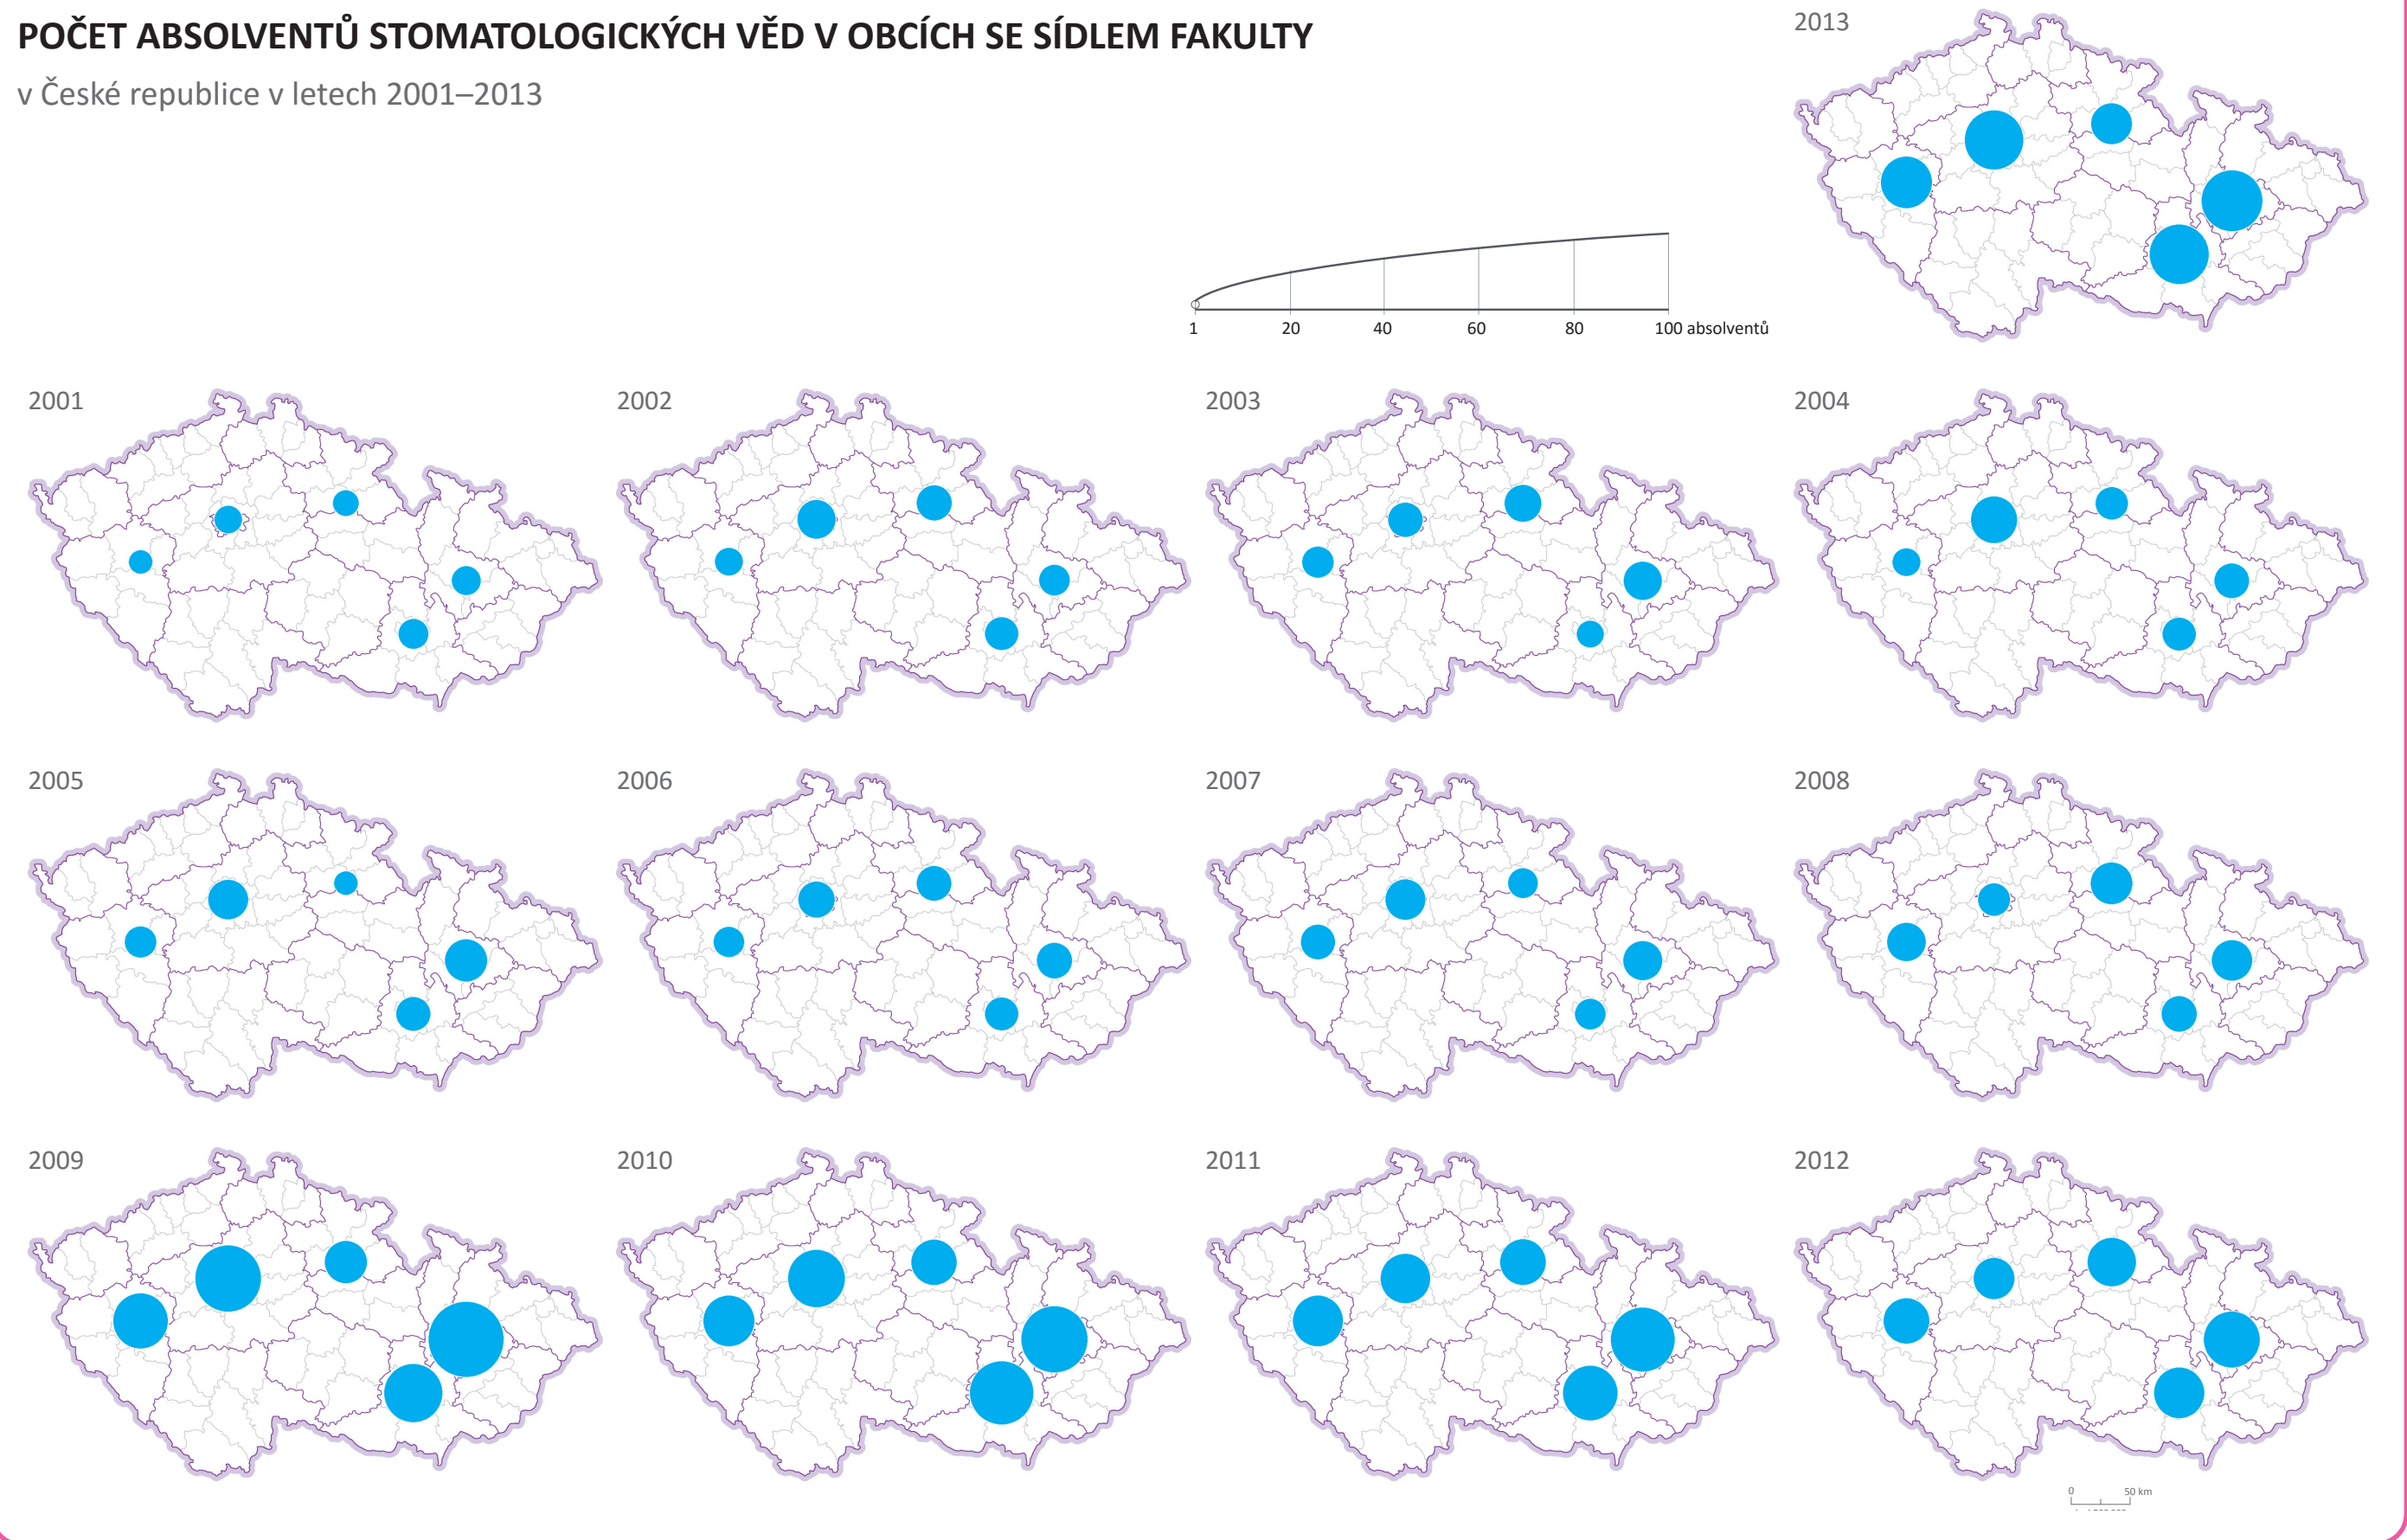 POČET ABSOLVENTŮ STOMATOLOGICKÝCH VĚD V OBCÍCH SE SÍDLEM FAKULTY
v České republice v letech 2001–2013
2013
1 20 40 60 80 100 absolventů
2001 2002 2003 2004
2005 2006 2007 2008
2009 2010 2011 2012
0 50 km